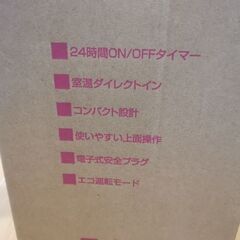 24時間ON/OFFタイマー
室温ダイレクトイン
コンパクト設計
使いやすい上面操作
電子式安全プラグ
エコ運転モード